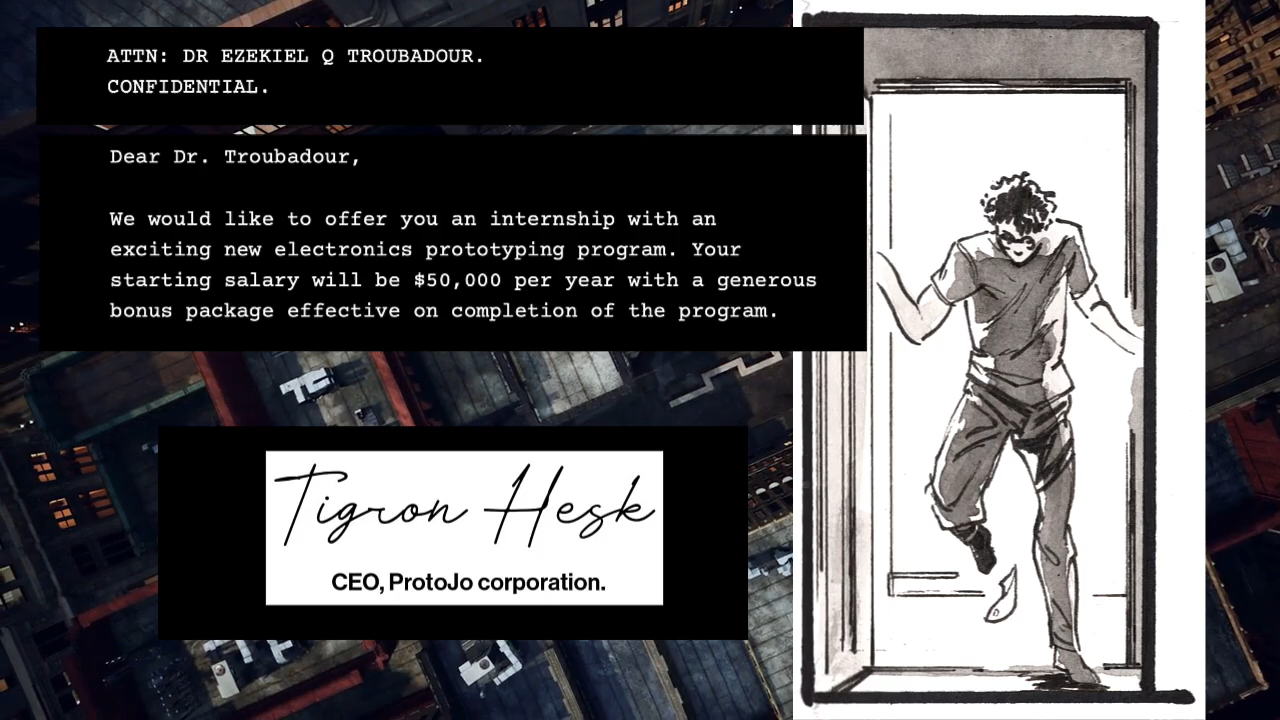 ATTN: DR EZEKIEL Q TROUBADOUR.
CONFIDENTIAL.
Dear Dr. Troubadour,
We would like to offer you an internship with an
exciting new electronics prototyping program. Your
starting salary will be $50,000 per year with a generous
bonus package effective on completion of the program.
Tigron Hesk
CEO, ProtoJo corporation.